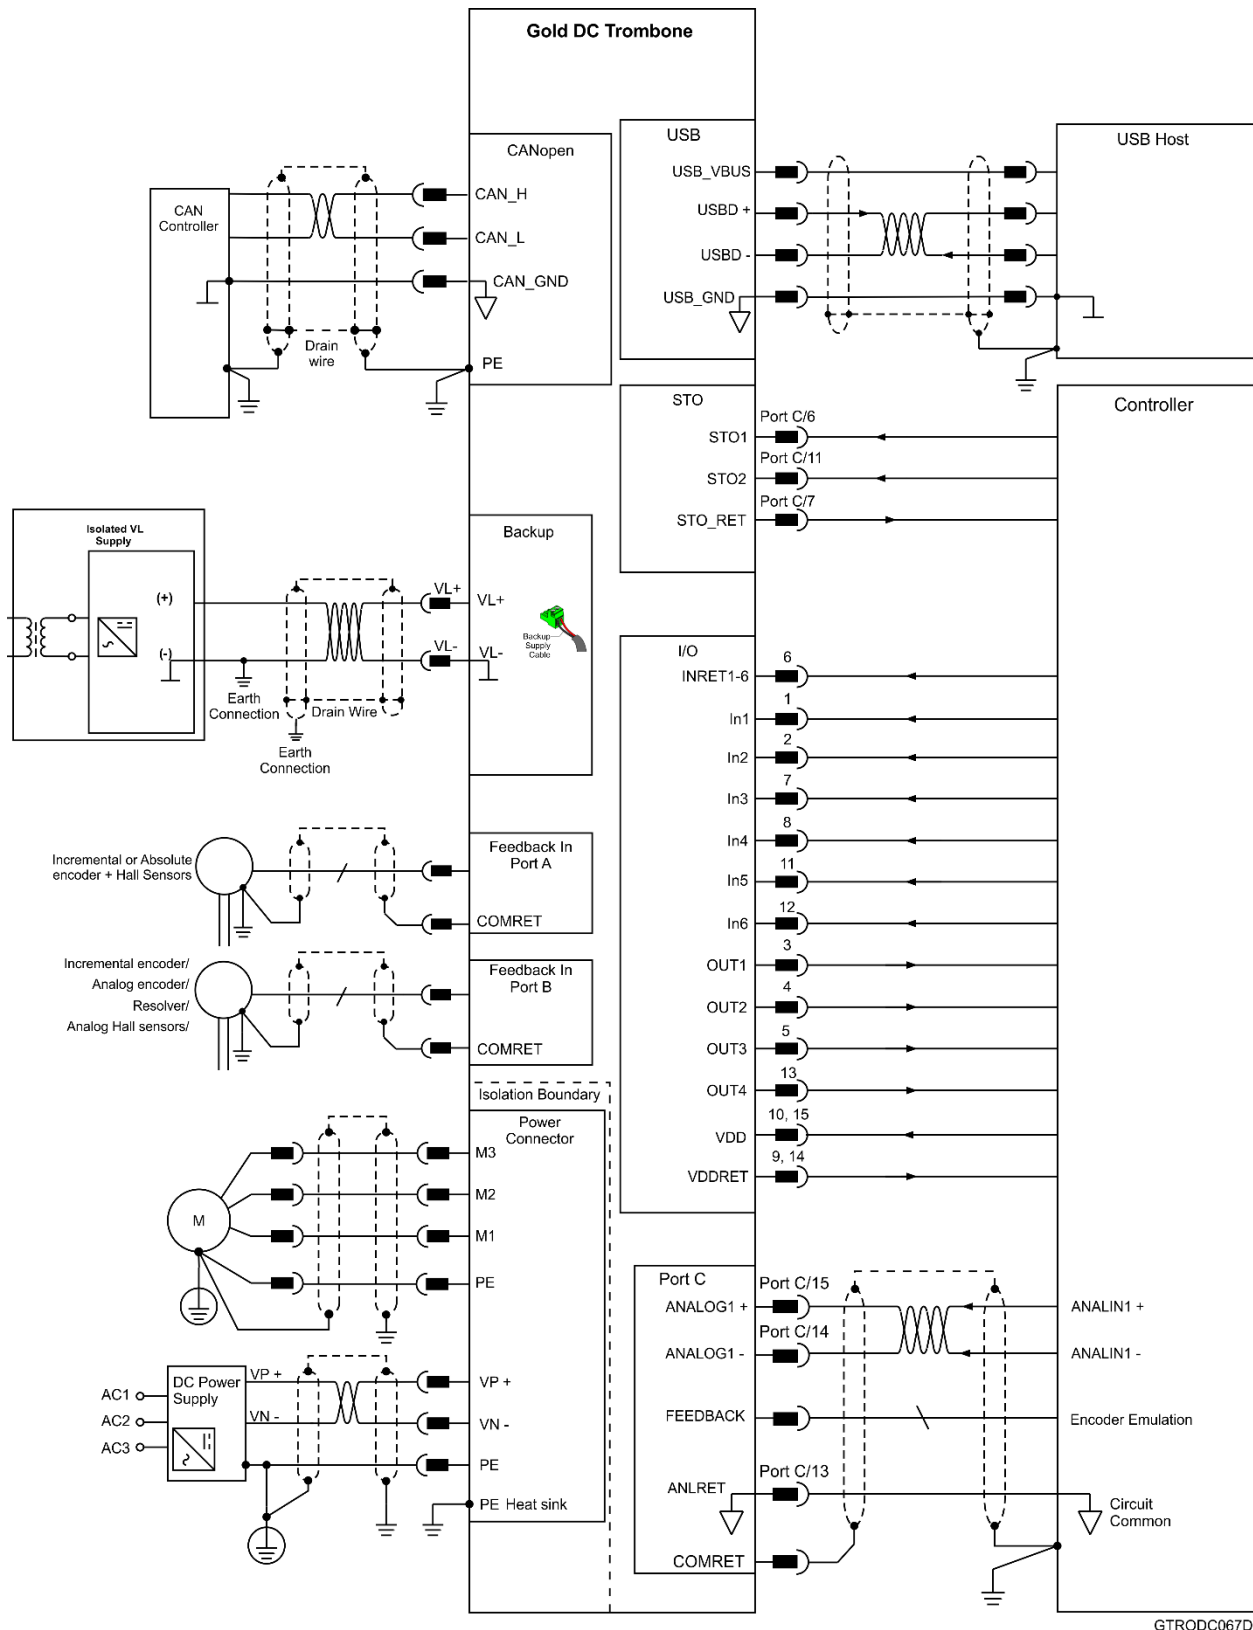 Gold DC Trombone
CANopen
CAN_H
CAN_L
CAN_GND
PE
CAN
Controller
Drain
wire
USB
USB_VBUS
USBD +
USBD -
USB_GND
USB Host
STO
STO1
STO2
STO_RET
Port C/6
Port C/11
Port C/7
Controller
Isolated VL
Supply
(+)
(-)
Earth
Connection
Drain Wire
Earth
Connection
VL+
VL-
Backup
VL+
VL-
Backup
Supply
Cable
I/O
INRET1-6
6
In1
1
In2
2
In3
7
In4
8
In5
11
In6
12
OUT1
3
OUT2
4
OUT3
5
OUT4
13
VDD
10, 15
VDDRET
9, 14
Incremental or Absolute
encoder + Hall Sensors
Feedback In
Port A
COMRET
Incremental encoder/
Analog encoder/
Resolver/
Analog Hall sensors/
Feedback In
Port B
COMRET
Isolation Boundary
Power
Connector
M
M3
M2
M1
PE
AC1
AC2
AC3
DC Power
Supply
VP +
VN -
VP +
VN -
PE
PE Heat sink
Port C
ANALOG1 +
ANALOG1 -
FEEDBACK
ANLRET
COMRET
Port C/15
Port C/14
Port C/13
ANALIN1 +
ANALIN1 -
Encoder Emulation
Circuit
Common
GTRODC067D